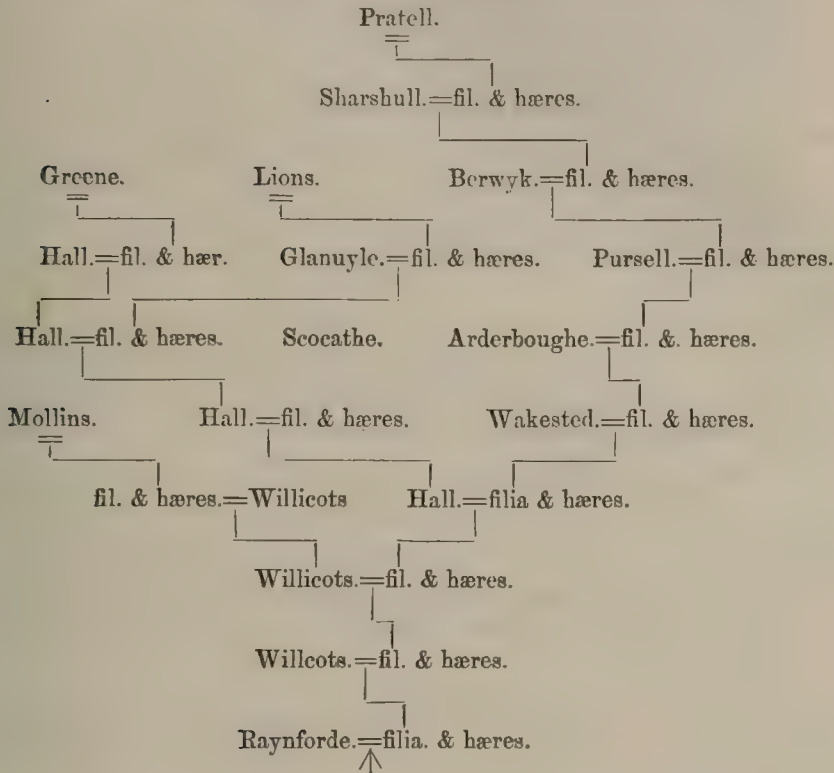 Pratell.
Sharshull.=fil. & hæres.
Greene. Lions. Berwyk.=fil. & hæres.
Hall.=fil. & hær. Glanuyle.=fil. & hæres. Pursell.=fil. & hæres.
Hall.=fil. & hæres. Scocathe. Arderboughe.=fil. &. hæres.
Mollins. Hall.=fil. & hæres. Wakested.=fil. & hæres.
fil. & hæres.=Willicots Hall.=filia & hæres.
Willicots.=fil. & hæres.
Willcots.=fil. & hæres.
Raynforde.=filia. & hæres.